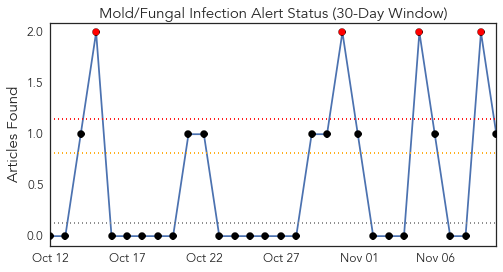 Mold/Fungal Infection Alert Status (30-Day Window)
Articles Found
2.0
1.5
1.0
0.5
0.0
Oct 12
Oct 17
Oct 22
Oct 27
Nov 01
Nov 06